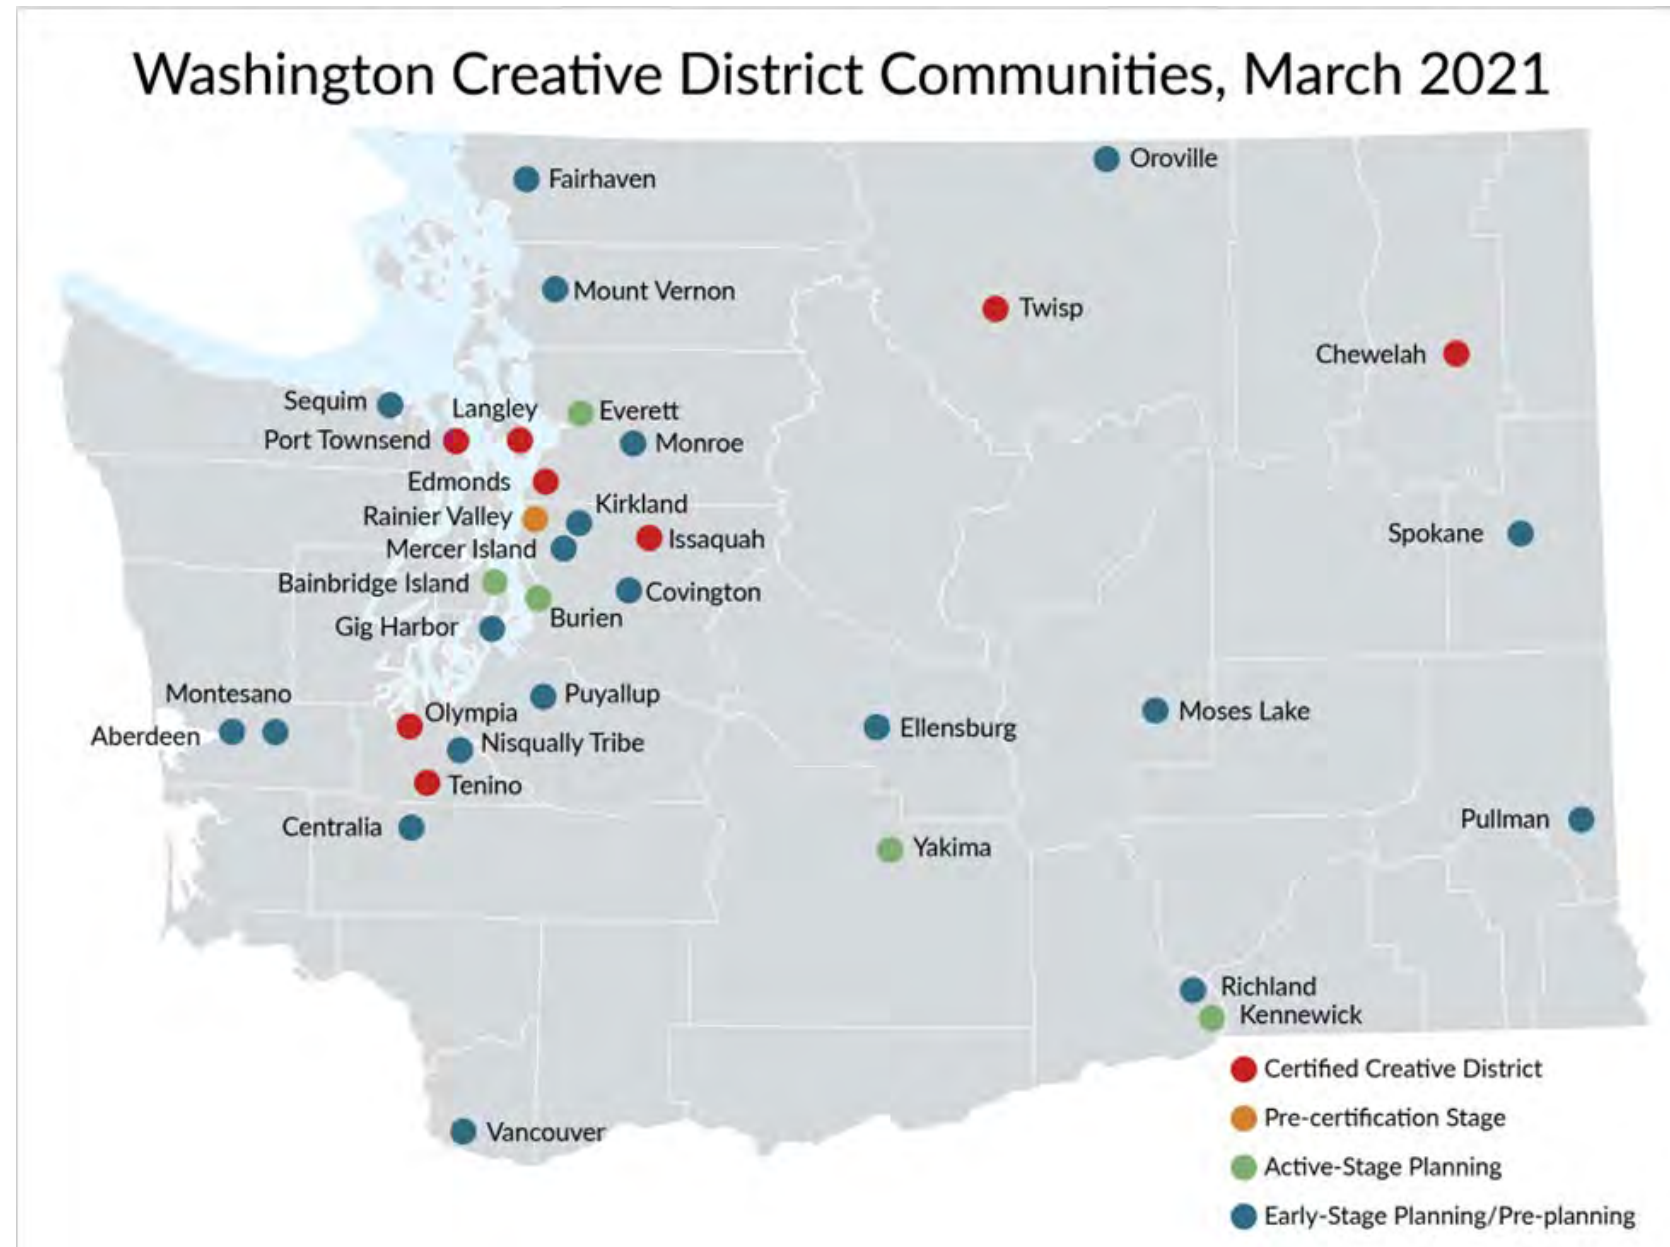 Washington Creative District Communities, March 2021
Oroville
Fairhaven
Mount Vernon
Twisp
Chewelah
Sequim
Langley
Everett
Port Townsend
Monroe
Edmonds
Kirkland
Rainier Valley
Issaquah
Spokane
Mercer Island
Bainbridge Island
Covington
Burien
Gig Harbor
Montesano
Puyallup
Olympia
Moses Lake
Aberdeen
Ellensburg
Nisqually Tribe
Tenino
Centralia
Pullman
Yakima
Richland
Kennewick
Certified Creative District
Pre-certification Stage
Vancouver
Active-Stage Planning
Early-Stage Planning/Pre-planning